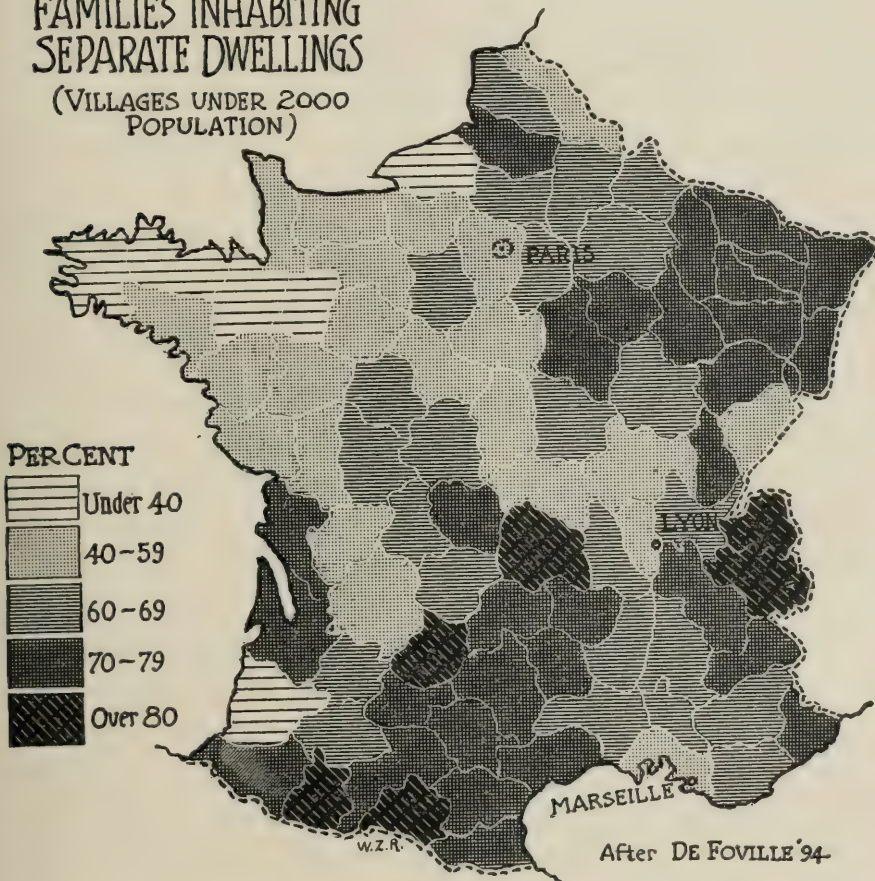 FAMILIES INHABITING
SEPARATE DWELLINGS
(VILLAGES UNDER 2000
POPULATION)
PARIS
PER CENT
Under 40
40-59
60-69
70-79
Over 80
LYON
MARSEILLE
W.Z.R.
After DE FOVILLE '94